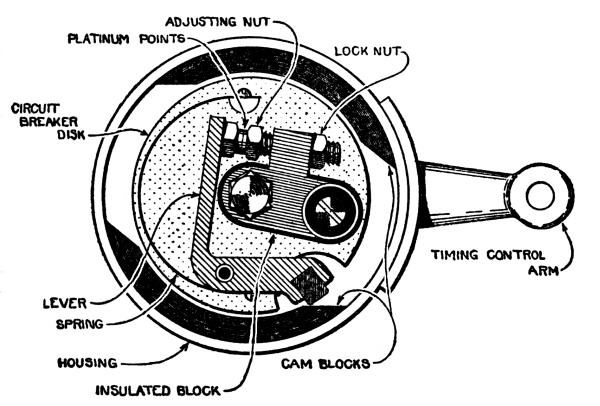 ADJUSTING NUT
PLATINUM POINTS
LOCK NUT
CIRCUIT
BREAKER
DISK
TIMING CONTROL
ARM
LEVER
SPRING
HOUSING
CAM BLOCKS
INSULATED BLOCK